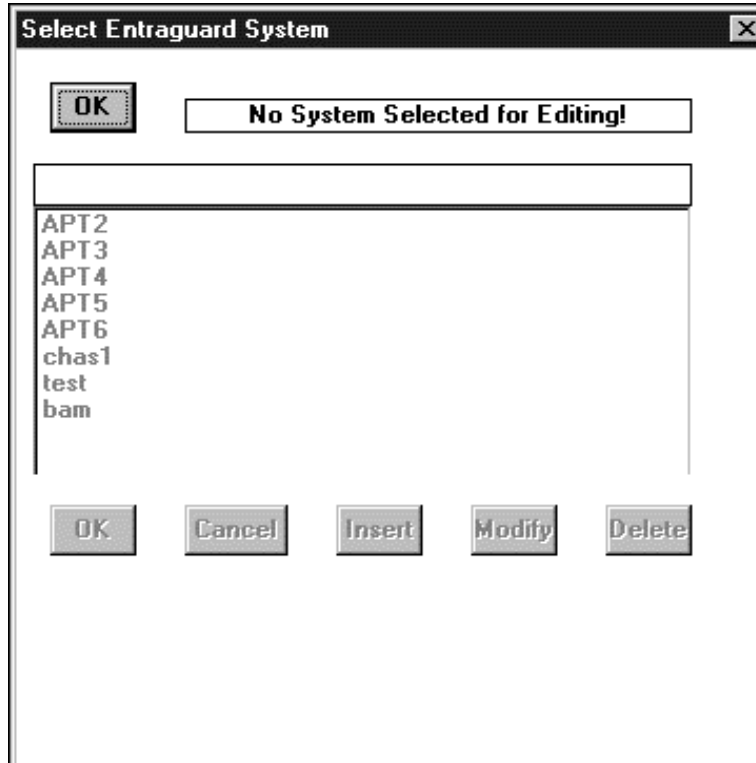 Select Entraguard System
OK
No System Selected for Editing!
APT2
APT3
APT4
APT5
APT6
chas1
test
bam
OK Cancel Insert Modify Delete